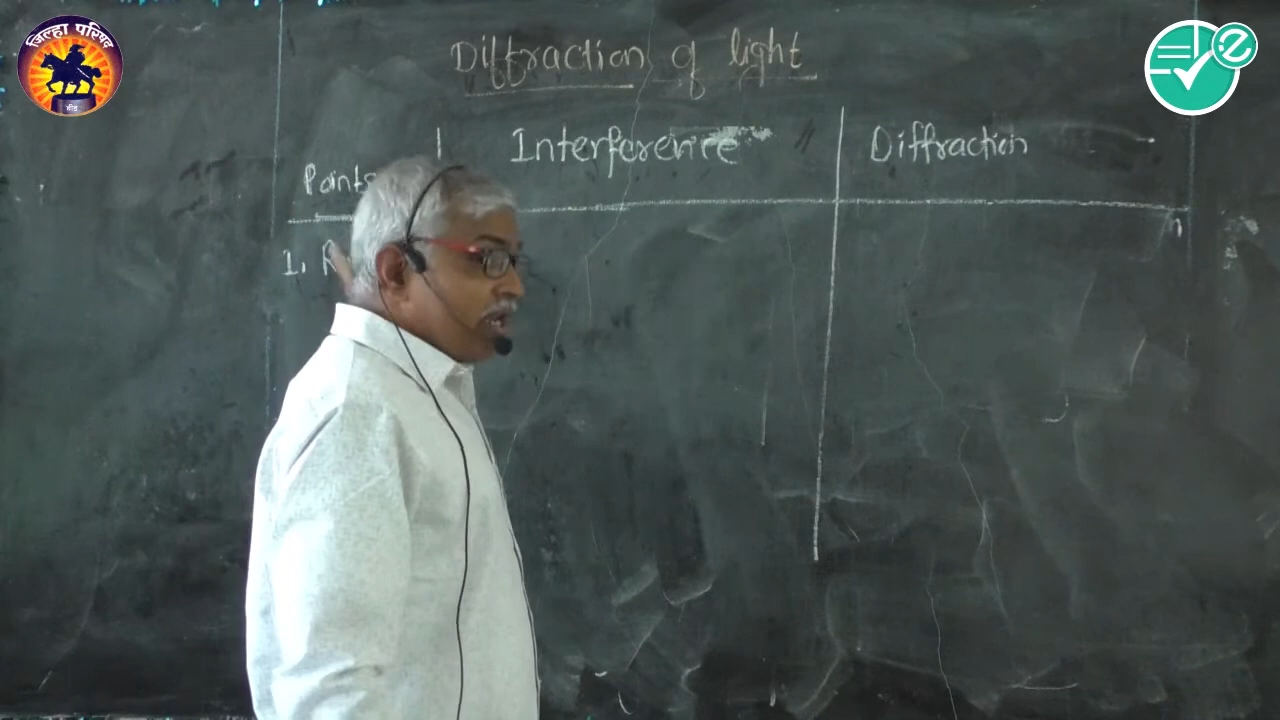 जिल्हा परिषद
बीड
Diffraction of light
Points Interference Diffraction
1. R